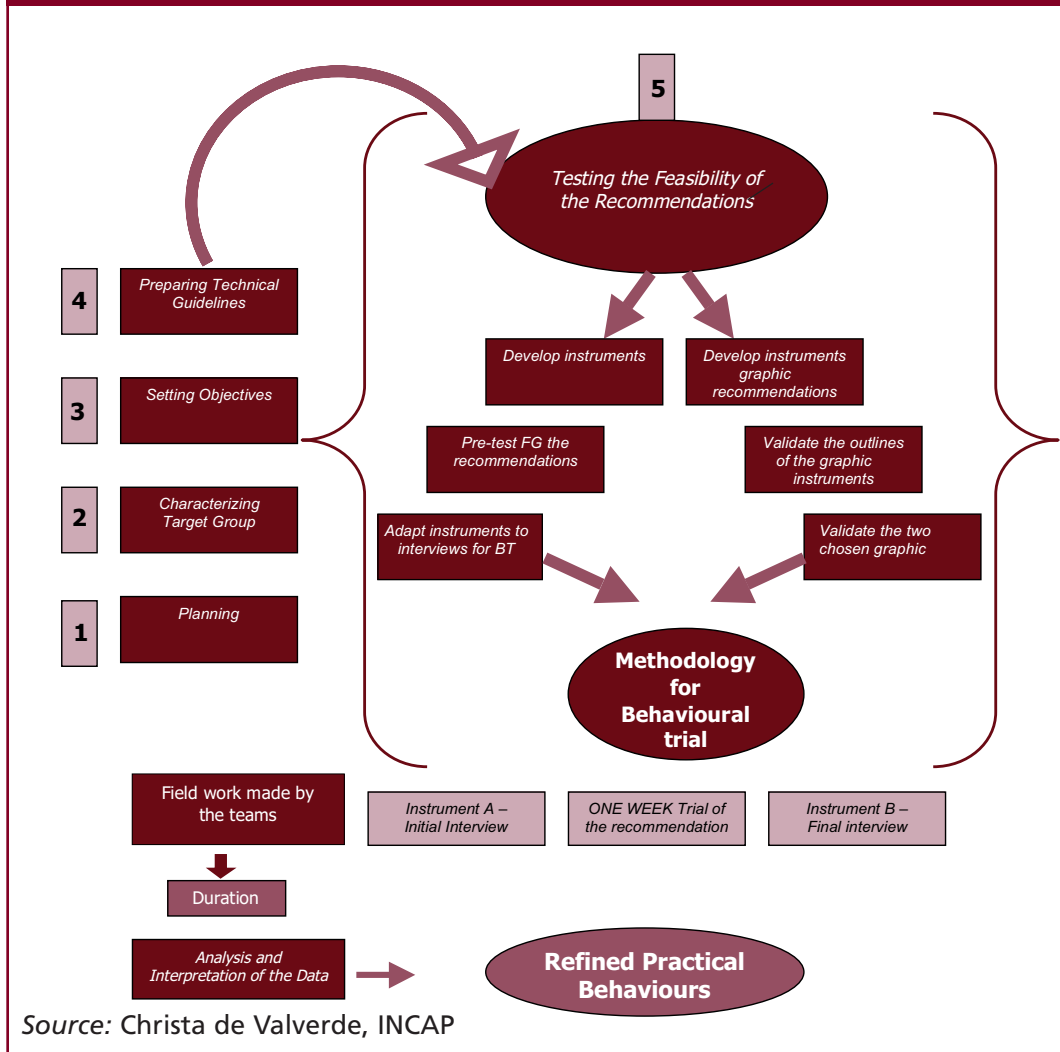 5
Testing the Feasibility of
the Recommendations
4
Preparing Technical
Guidelines
3
Setting Objectives
2
Characterizing
Target Group
1
Planning
Develop instruments
Develop instruments
graphic
recommendations
Pre-test FG the
recommendations
Validate the outlines
of the graphic
instruments
Adapt instruments to
interviews for BT
Validate the two
chosen graphic
Methodology
for
Behavioural
trial
Field work made by
the teams
Instrument A –
Initial Interview
ONE WEEK Trial of
the recommendation
Instrument B –
Final interview
Duration
Analysis and
Interpretation of the Data
Refined Practical
Behaviours
Source: Christa de Valverde, INCAP